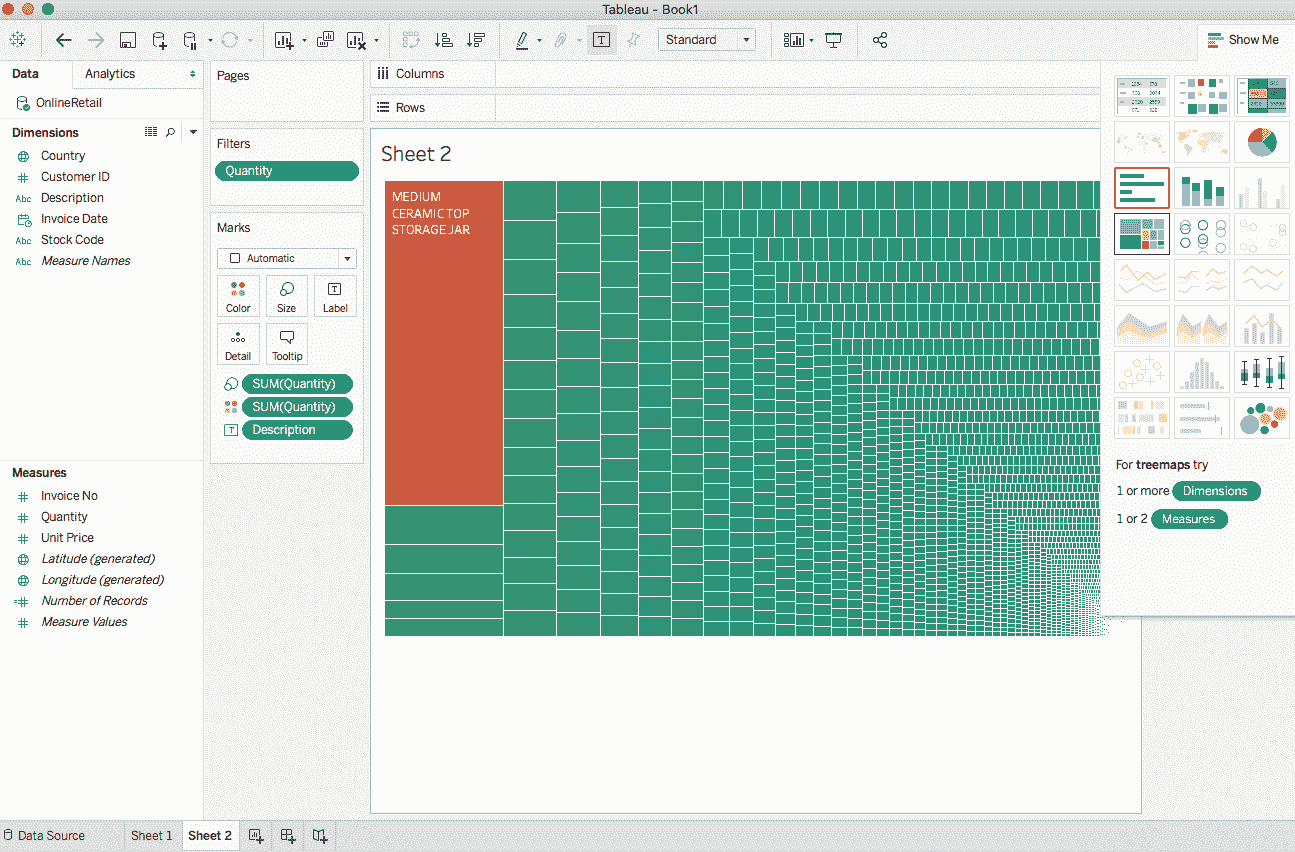 Tableau - Book1
Standard
Show Me
Data
Analytics
OnlineRetail
Dimensions
Country
Customer ID
Abc Description
Invoice Date
Abc Stock Code
Abc Measure Names
Measures
Invoice No
Quantity
Unit Price
Latitude (generated)
Longitude (generated)
Number of Records
Measure Values
Pages
Filters
Quantity
Marks
Automatic
Color
Size
Label
Detail
Tooltip
SUM(Quantity)
SUM(Quantity)
Description
Columns
Rows
Sheet 2
MEDIUM
CERAMIC TOP
STORAGE JAR
For treemaps try
1 or more Dimensions
1 or 2 Measures
Data Source
Sheet 1
Sheet 2